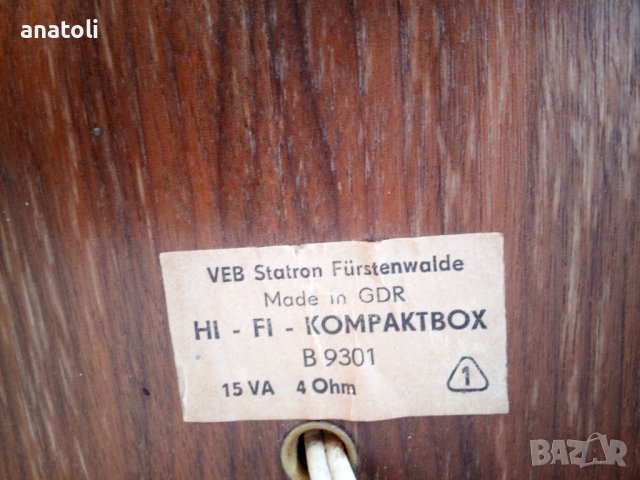 anatoli
VEB Statron Fürstenwalde
Made in GDR
HI - FI - KOMPAKTBOX
B 9301
15 VA 4 Ohm 1
BAZAR